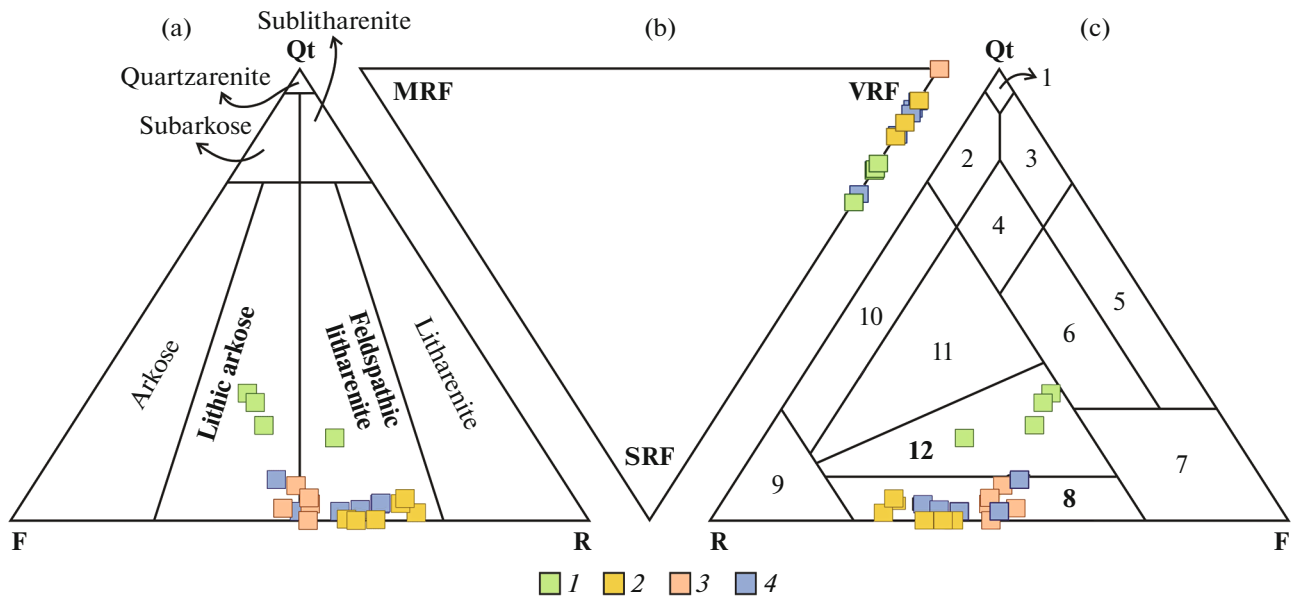 (a)
Sublitharenite
(b)
(c)
Qt
Qt
Quartzarenite
1
MRF
VRF
Subarkose
2
3
4
10
5
6
11
Arkose
Lithic arkose
Feldspathic
litharenite
Litharenite
SRF
12
9
7
8
F
R
R
F
1
2
3
4